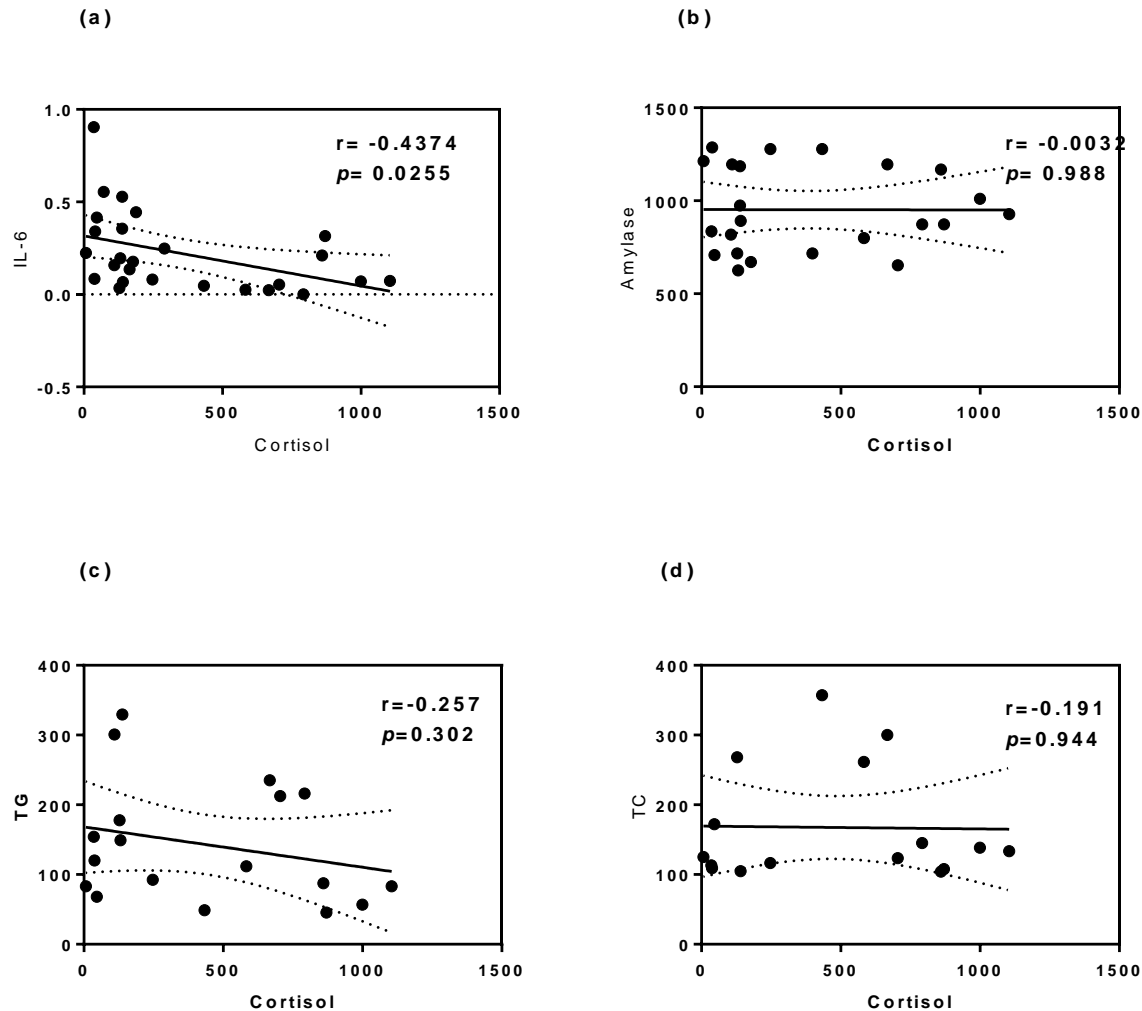 (a)
1.0
0.5
0.0
-0.5
IL-6
r= -0.4374
p= 0.0255
0 500 1000 1500
Cortisol
(b)
1500
1000
500
0
Amylase
r= -0.0032
p= 0.988
0 500 1000 1500
Cortisol
(c)
400
300
200
100
0
TG
r=-0.257
p=0.302
0 500 1000 1500
Cortisol
(d)
400
300
200
100
0
TC
r=-0.191
p=0.944
0 500 1000 1500
Cortisol